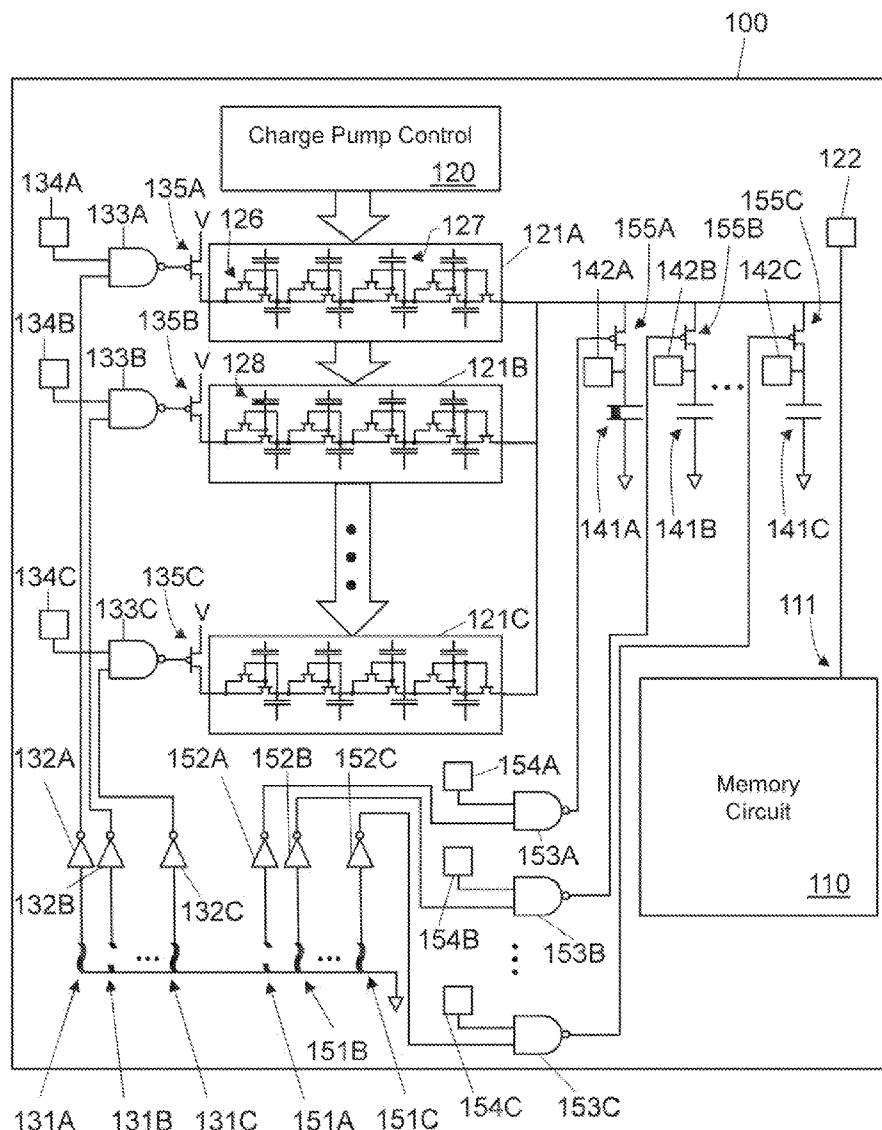 100
Charge Pump Control
120
134A
133A
135A
V
126
127
121A
122
155A
155B
155C
142A
142B
142C
134B
133B
135B
V
128
121B
141A
141B
141C
134C
133C
135C
V
121C
111
132A
152A
152B
152C
154A
153A
Memory
Circuit
132B
132C
154B
153B
110
151B
131A
131B
131C
151A
151C
154C
153C